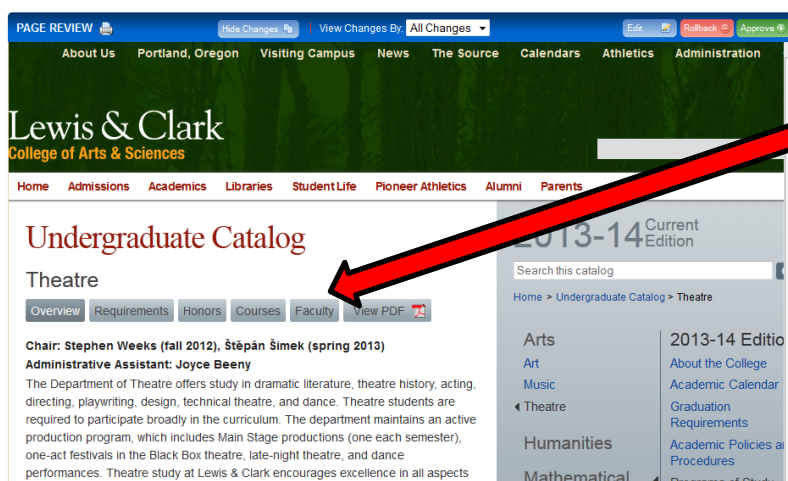 PAGE REVIEW Hide Changes View Changes By: All Changes Edit Rollback Approve
About Us Portland, Oregon Visiting Campus News The Source Calendars Athletics Administration
Lewis & Clark
College of Arts & Sciences
Home Admissions Academics Libraries Student Life Pioneer Athletics Alumni Parents
Undergraduate Catalog
Theatre
Overview Requirements Honors Courses Faculty View PDF
Chair: Stephen Weeks (fall 2012), Štěpán Šimek (spring 2013)
Administrative Assistant: Joyce Beeny
The Department of Theatre offers study in dramatic literature, theatre history, acting,
directing, playwriting, design, technical theatre, and dance. Theatre students are
required to participate broadly in the curriculum. The department maintains an active
production program, which includes Main Stage productions (one each semester),
one-act festivals in the Black Box theatre, late-night theatre, and dance
performances. Theatre study at Lewis & Clark encourages excellence in all aspects
2013-14 Current
Edition
Search this catalog
Home > Undergraduate Catalog > Theatre
Arts
Art
Music
Theatre
Humanities
Mathematical
2013-14 Editio
About the College
Academic Calendar
Graduation
Requirements
Academic Policies a
Procedures
Programs of Study